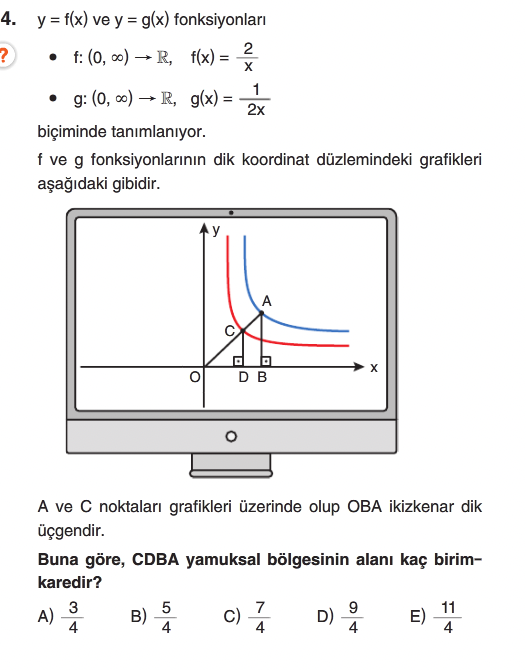 4. y = f(x) ve y = g(x) fonksiyonları
?
• f: (0, ∞) → ℝ, f(x) = 2/x
• g: (0, ∞) → ℝ, g(x) = 1/2x
biçiminde tanımlanıyor.
f ve g fonksiyonlarının dik koordinat düzlemindeki grafikleri
aşağıdaki gibidir.
y
A
C
x
O D B
A ve C noktaları grafikleri üzerinde olup OBA ikizkenar dik
üçgendir.
Buna göre, CDBA yamuksal bölgesinin alanı kaç birim-
karedir?
A) 3/4 B) 5/4 C) 7/4 D) 9/4 E) 11/4